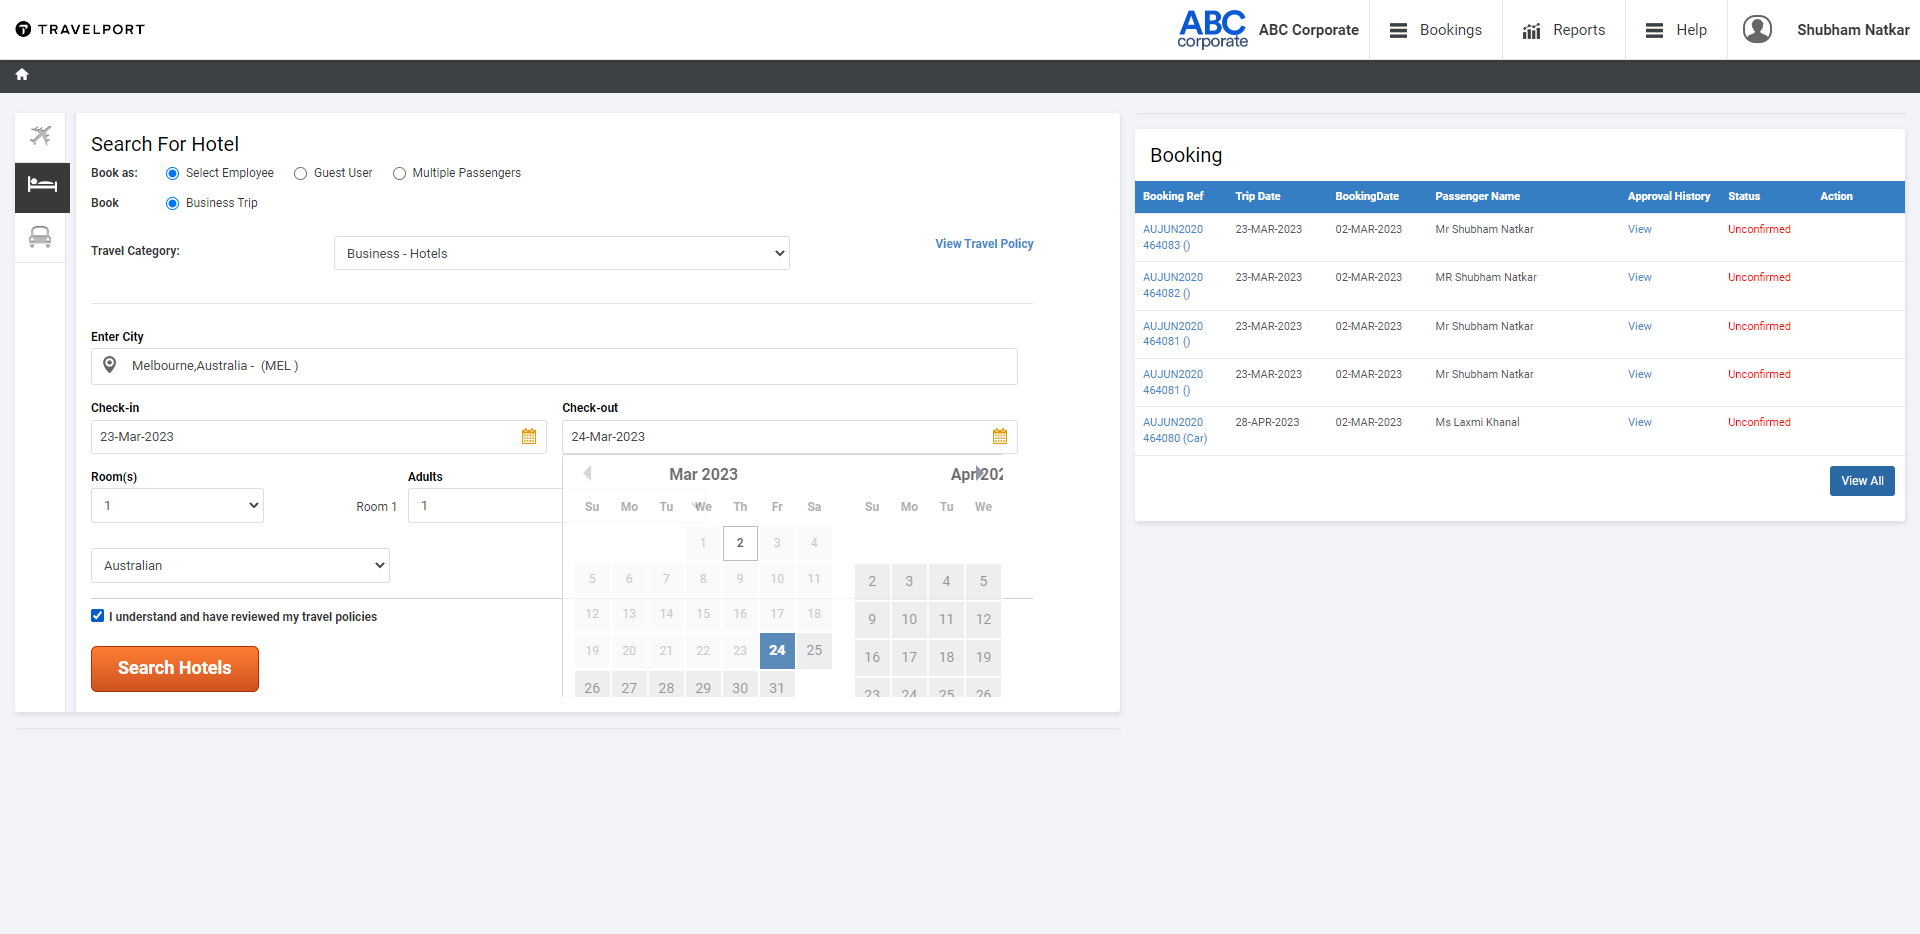 TRAVELPORT
ABC
corporate
ABC Corporate
Bookings
Reports
Help
Shubham Natkar
Search For Hotel
Book as:
Select Employee
Guest User
Multiple Passengers
Book
Business Trip
Travel Category:
Business - Hotels
View Travel Policy
Enter City
Melbourne,Australia - (MEL )
Check-in
Check-out
23-Mar-2023
24-Mar-2023
Room(s)
Adults
1
Room 1
1
Australian
I understand and have reviewed my travel policies
Search Hotels
Mar 2023
Su Mo Tu We Th Fr Sa
1 2 3 4
5 6 7 8 9 10 11
12 13 14 15 16 17 18
19 20 21 22 23 24 25
26 27 28 29 30 31
Apr 202
Su Mo Tu We
2 3 4 5
9 10 11 12
16 17 18 19
23 24 25 26
Booking
Booking Ref Trip Date BookingDate Passenger Name Approval History Status Action
AUJUN2020 23-MAR-2023 02-MAR-2023 Mr Shubham Natkar View Unconfirmed
464083 ()
AUJUN2020 23-MAR-2023 02-MAR-2023 MR Shubham Natkar View Unconfirmed
464082 ()
AUJUN2020 23-MAR-2023 02-MAR-2023 Mr Shubham Natkar View Unconfirmed
464081 ()
AUJUN2020 23-MAR-2023 02-MAR-2023 Mr Shubham Natkar View Unconfirmed
464081 ()
AUJUN2020 28-APR-2023 02-MAR-2023 Ms Laxmi Khanal View Unconfirmed
464080 (Car)
View All